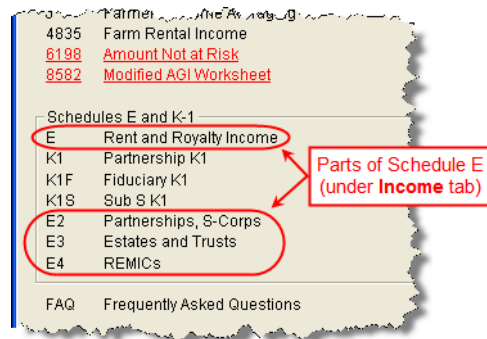 4835 Farm Rental Income
6198 Amount Not at Risk
8582 Modified AGI Worksheet
Schedules E and K-1
E Rent and Royalty Income
K1 Partnership K1
K1F Fiduciary K1
K1S Sub S K1
E2 Partnerships, S-Corps
E3 Estates and Trusts
E4 REMICs
FAQ Frequently Asked Questions
Parts of Schedule E
(under Income tab)